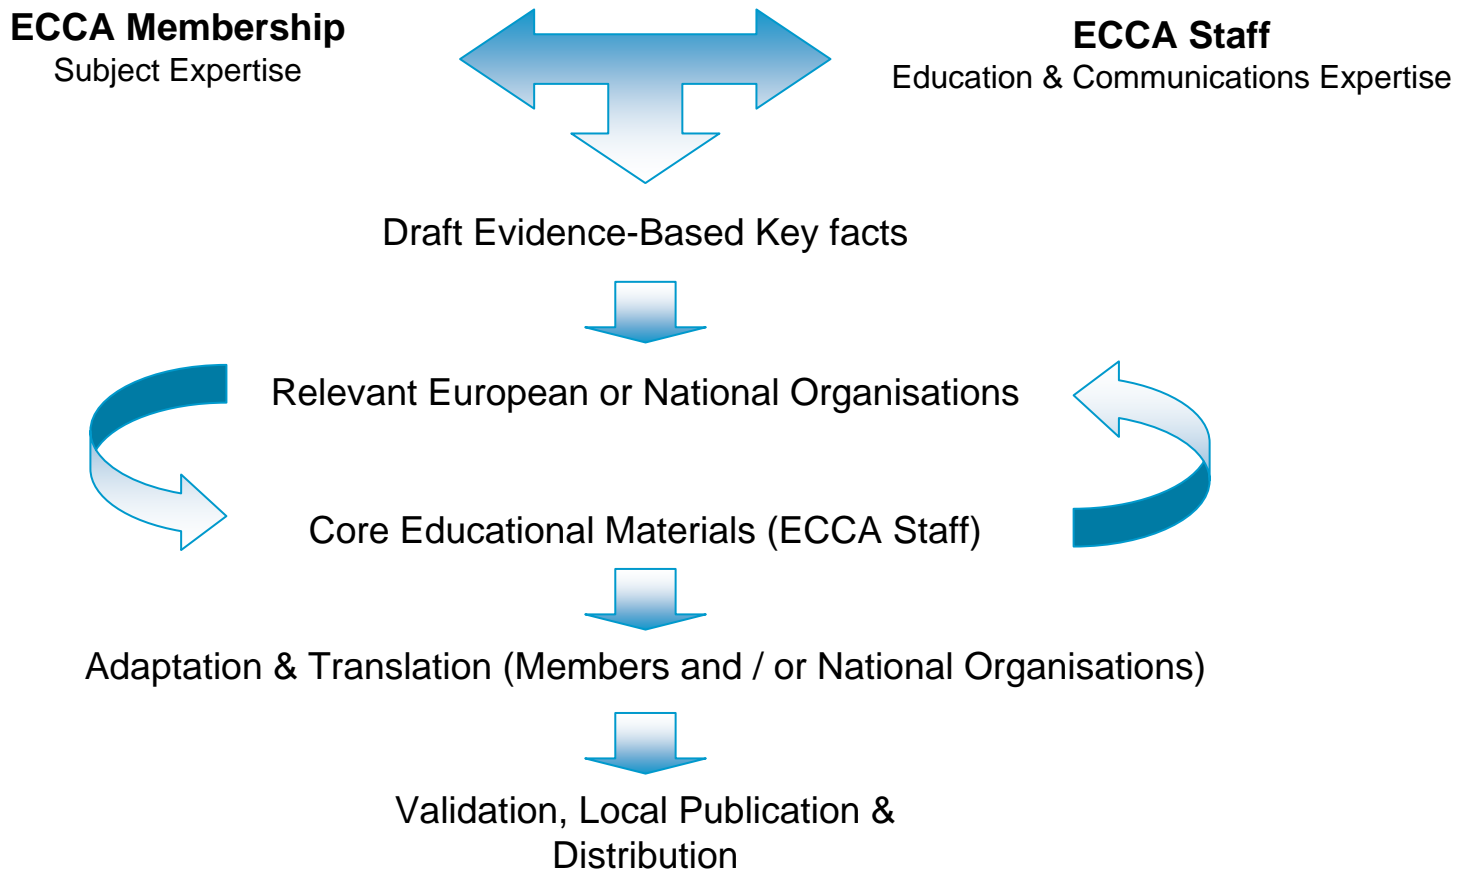 ECCA Membership
Subject Expertise
ECCA Staff
Education & Communications Expertise
Draft Evidence-Based Key facts
Relevant European or National Organisations
Core Educational Materials (ECCA Staff)
Adaptation & Translation (Members and / or National Organisations)
Validation, Local Publication &
Distribution